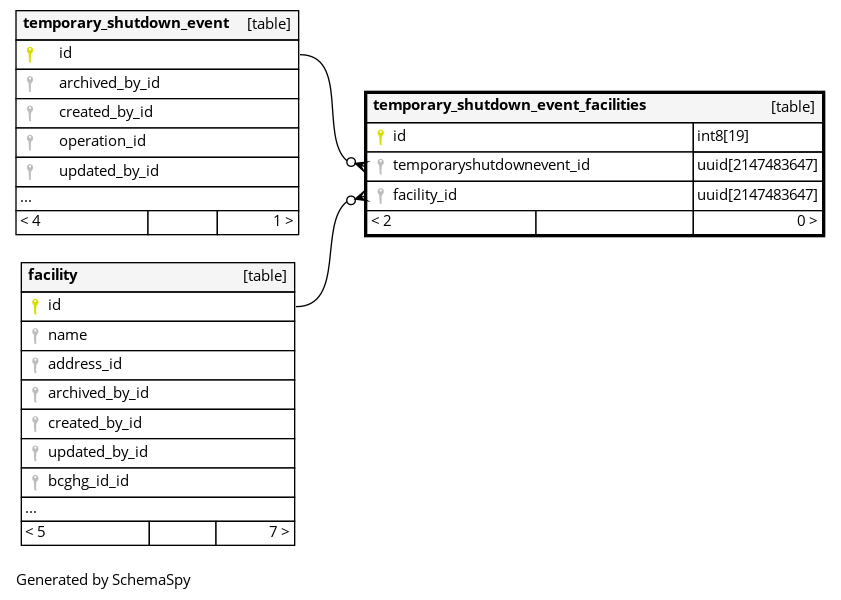 temporary_shutdown_event [table]
id
archived_by_id
created_by_id
operation_id
updated_by_id
...
< 4 1 >
temporary_shutdown_event_facilities [table]
id int8[19]
temporaryshutdownevent_id uuid[2147483647]
facility_id uuid[2147483647]
< 2 0 >
facility [table]
id
name
address_id
archived_by_id
created_by_id
updated_by_id
bcghg_id_id
...
< 5 7 >
Generated by SchemaSpy